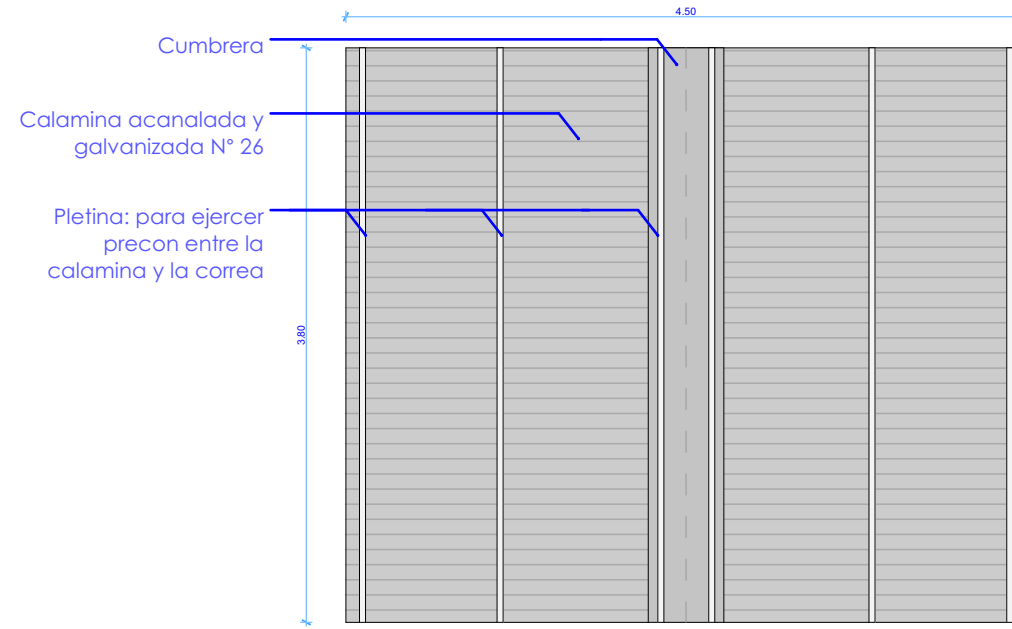 4.50
Cumbrera
Calamina acanalada y
galvanizada N° 26
Pletina: para ejercer
precon entre la
calamina y la correa
3.80